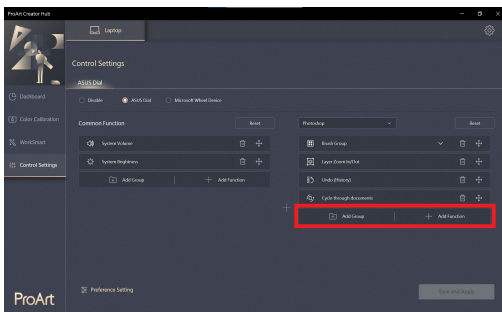 ProArt Creator Hub
Laptop
Control Settings
ASUS Dial
Dashboard
Disable ASUS Dial Microsoft Wheel Device
Color Calibration
Common Function Reset Photoshop Reset
WorkSmart
System Volume Brush Group
Control Settings
System Brightness Layer Zoom In/Out
Add Group Add Function Undo (History)
Cycle through documents
Add Group Add Function
Preference Setting Save and Apply
ProArt